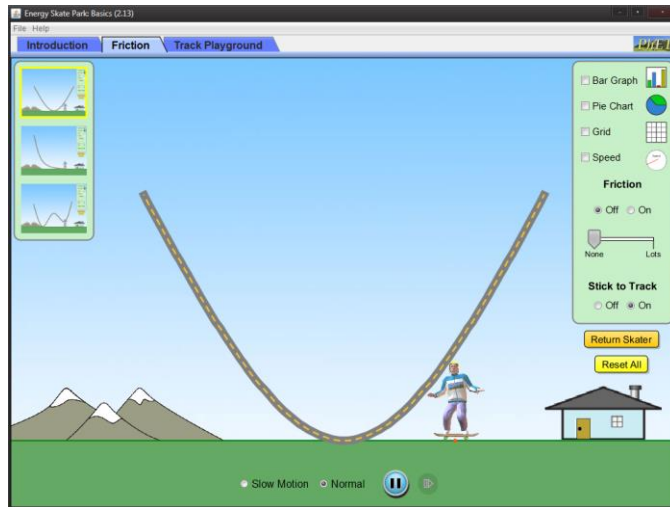 Energy Skate Park: Basics (2.13)
File Help
Introduction Friction Track Playground
PhET
Bar Graph
Pie Chart
Grid
Speed
Friction
Off On
None Lots
Stick to Track
Off On
Return Skater
Reset All
Slow Motion Normal